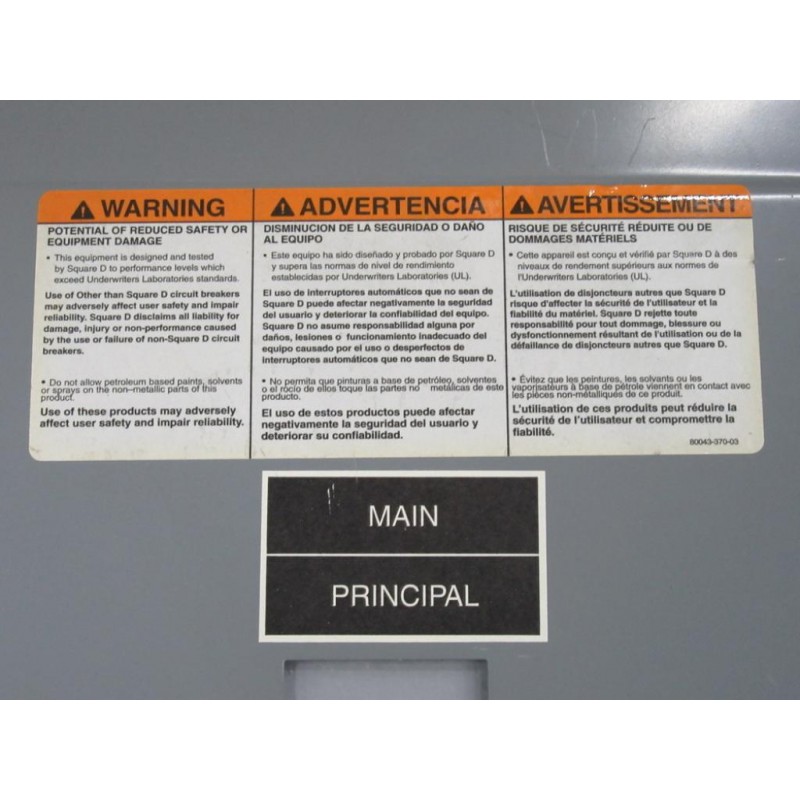 WARNING
POTENTIAL OF REDUCED SAFETY OR
EQUIPMENT DAMAGE
• This equipment is designed and tested
by Square D to performance levels which
exceed Underwriters Laboratories standards.
Use of Other than Square D circuit breakers
may adversely affect user safety and impair
reliability. Square D disclaims all liability for
damage, injury or non-performance caused
by the use or failure of non-Square D circuit
breakers.
• Do not allow petroleum based paints, solvents
or sprays on the non-metallic parts of this
product.
Use of these products may adversely
affect user safety and impair reliability.
ADVERTENCIA
DISMINUCION DE LA SEGURIDAD O DAÑO
AL EQUIPO
• Este equipo ha sido diseñado y probado por Square D
y supera las normas de nivel de rendimiento
establecidas por Underwriters Laboratories (UL).
El uso de interruptores automáticos que no sean de
Square D puede afectar negativamente la seguridad
del usuario y deteriorar la confiabilidad del equipo.
Square D no asume responsabilidad alguna por
daños, lesiones o funcionamiento inadecuado del
equipo causado por el uso o desperfectos de
interruptores automáticos que no sean de Square D.
• No permita que pinturas a base de petróleo, solventes
o el rocío de ellos toque las partes no metálicas de este
producto.
El uso de estos productos puede afectar
negativamente la seguridad del usuario y
deteriorar su confiabilidad.
AVERTISSEMENT
RISQUE DE SÉCURITÉ RÉDUITE OU DE
DOMMAGES MATÉRIELS
• Cette appareil est conçu et vérifié par Square D à des
niveaux de rendement supérieurs aux normes de
l'Underwriters Laboratories (UL).
L'utilisation de disjoncteurs autres que Square D
risque d'affecter la sécurité de l'utilisateur et la
fiabilité du matériel. Square D rejette toute
responsabilité pour tout dommage, blessure ou
dysfonctionnement résultant de l'utilisation ou de la
défaillance de disjoncteurs autres que Square D.
• Évitez que les peintures, les solvants ou les
vaporisateurs à base de pétrole viennent en contact avec
les pièces non-métalliques de ce produit.
L'utilisation de ces produits peut réduire la
sécurité de l'utilisateur et compromettre la
fiabilité.
80043-370-03
MAIN
PRINCIPAL